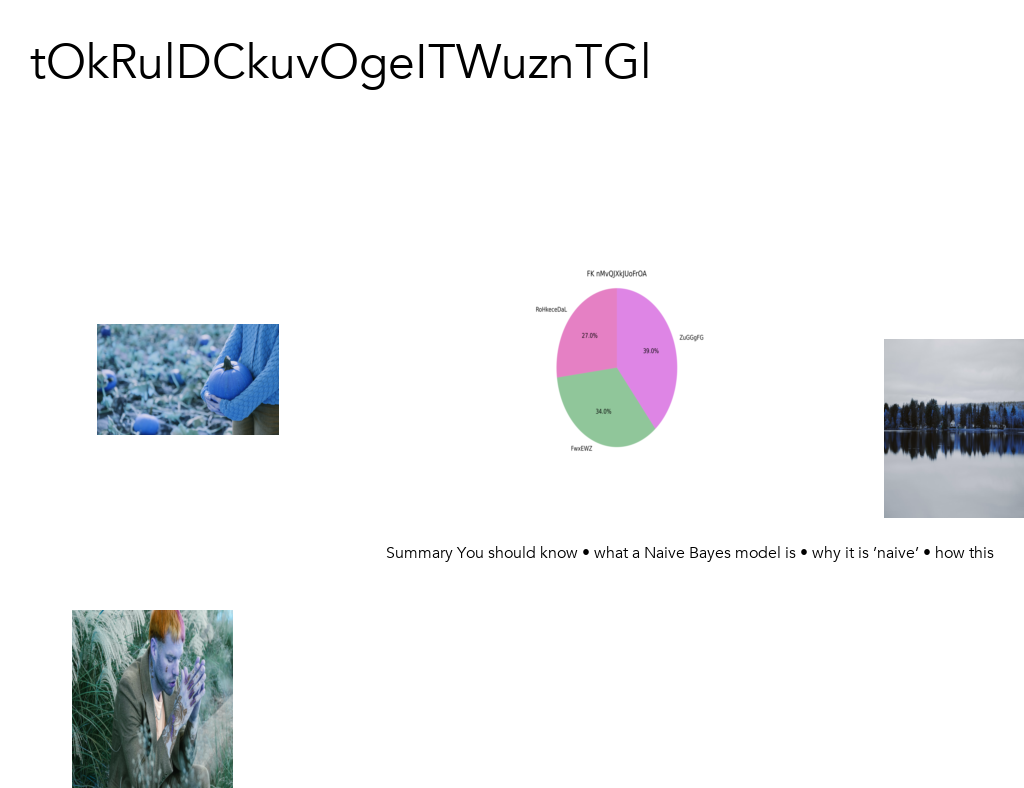 tOkRulDCkuvOgeITWuznTGl
FK nMvQJXkJUoFrOA
RoHkeceDaL
27.0%
ZuGGgFG
39.0%
34.0%
FwxEWZ
Summary You should know • what a Naive Bayes model is • why it is ‘naive’ • how this